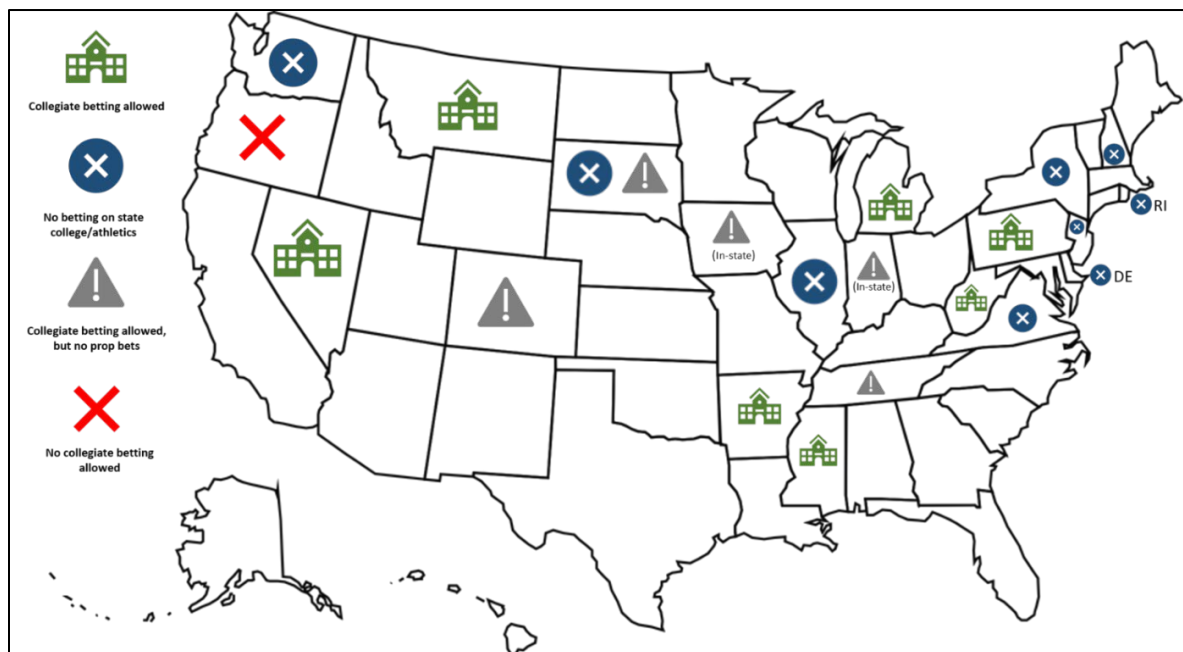 Collegiate betting allowed
No betting on state
college/athletics
Collegiate betting allowed,
but no prop bets
No collegiate betting
allowed
(In-state)
(In-state)
RI
DE